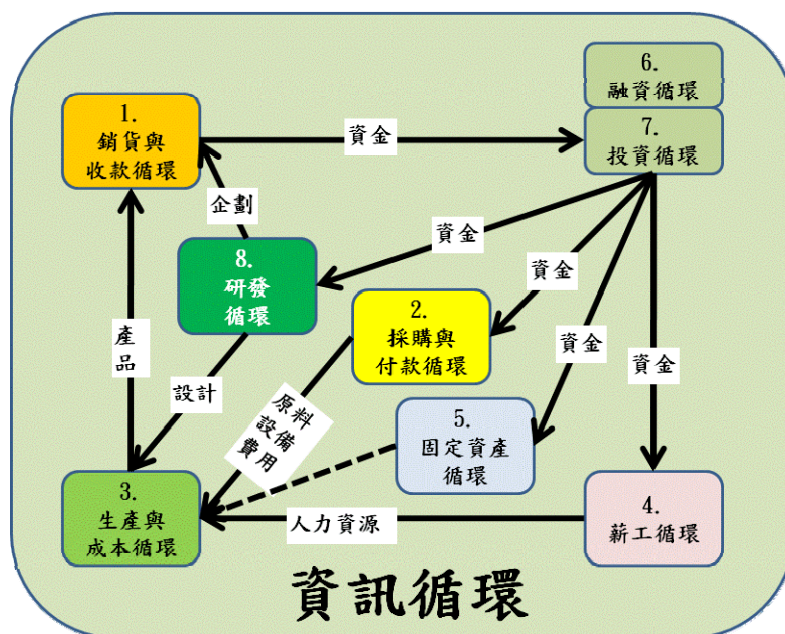 6.
融資循環
1.
銷貨與
收款循環
資金
7.
投資循環
企劃
資金
8.
研發
循環
資金
2.
採購與
付款循環
資金
資金
產
品
設計
原料
設備
費用
5.
固定資產
循環
3.
生產與
成本循環
人力資源
4.
薪工循環
資訊循環